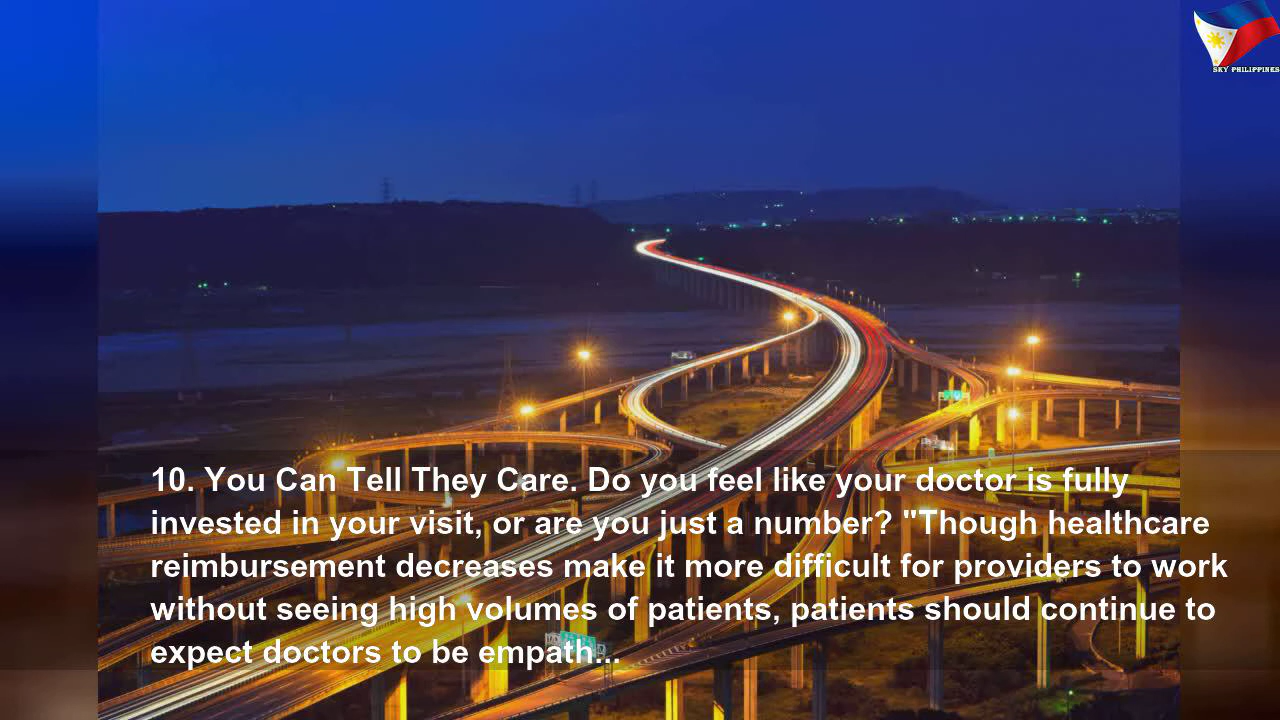 SKY PHILIPPINES
10. You Can Tell They Care. Do you feel like your doctor is fully
invested in your visit, or are you just a number? "Though healthcare
reimbursement decreases make it more difficult for providers to work
without seeing high volumes of patients, patients should continue to
expect doctors to be empath...